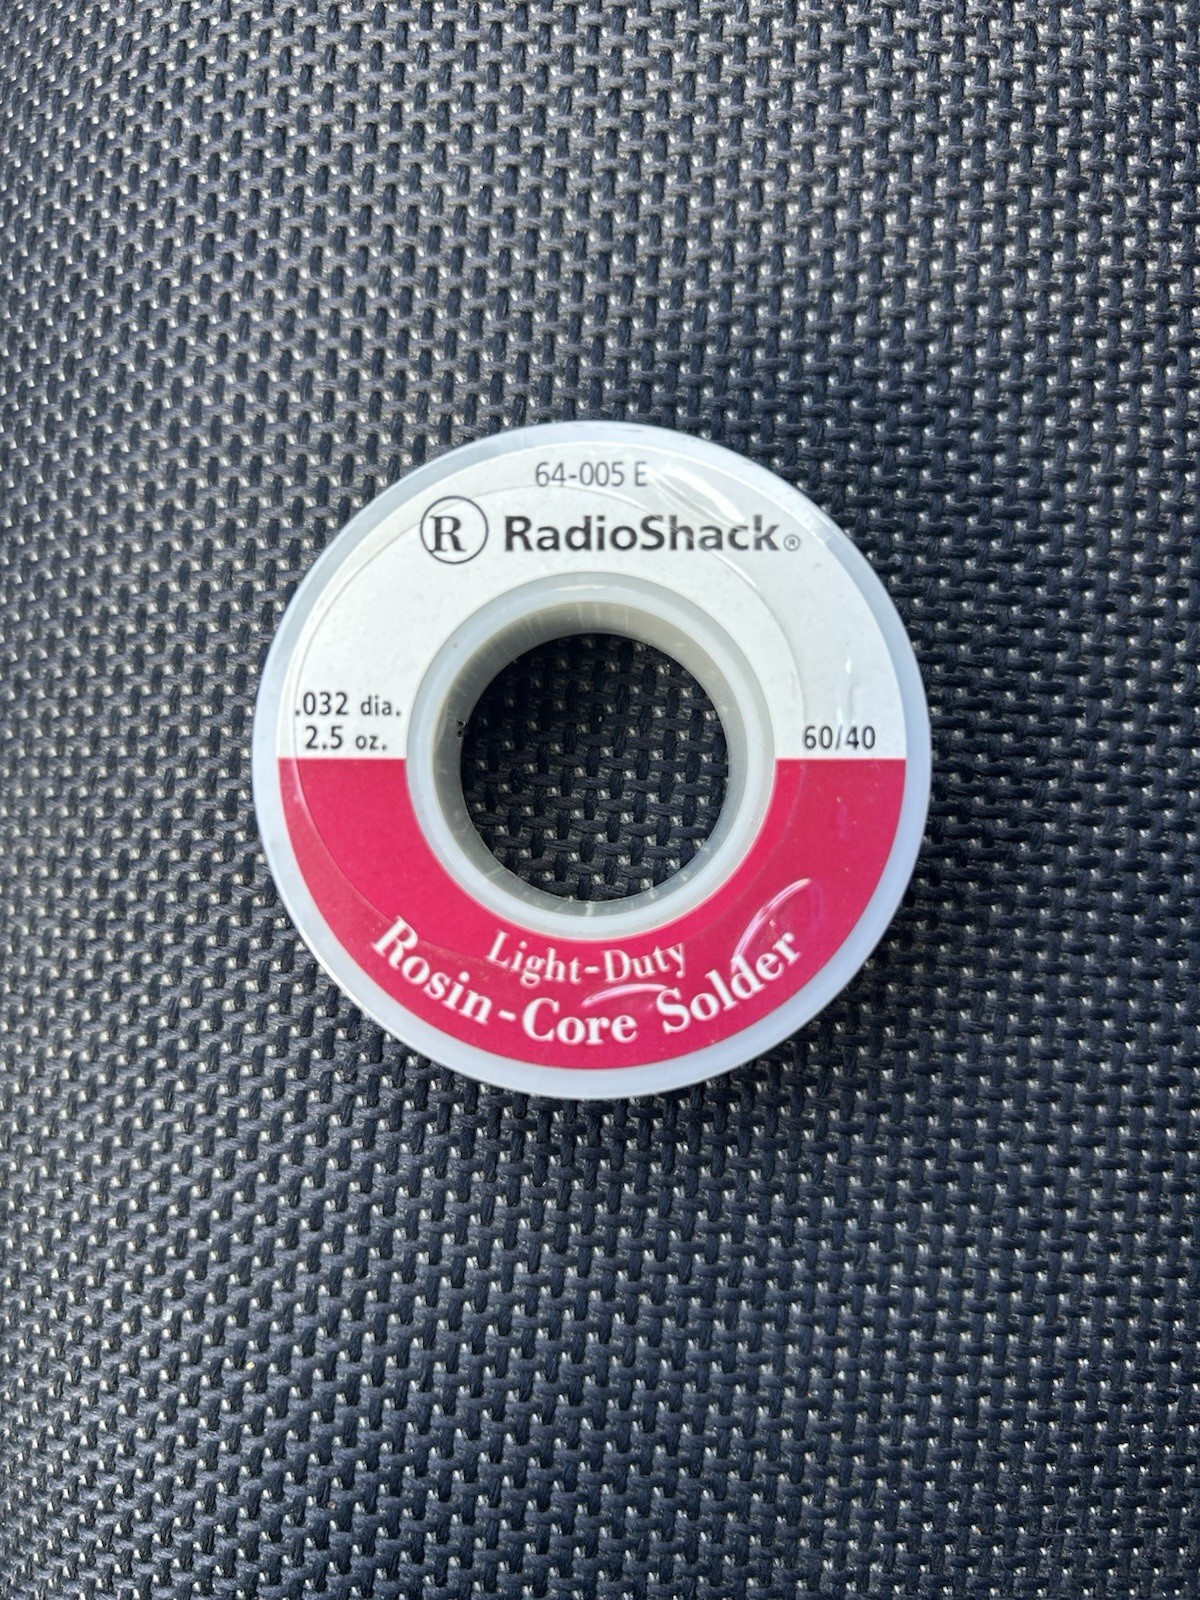 64-005 E
R RadioShack®
.032 dia.
2.5 oz.
60/40
Light-Duty
Rosin-Core Solder